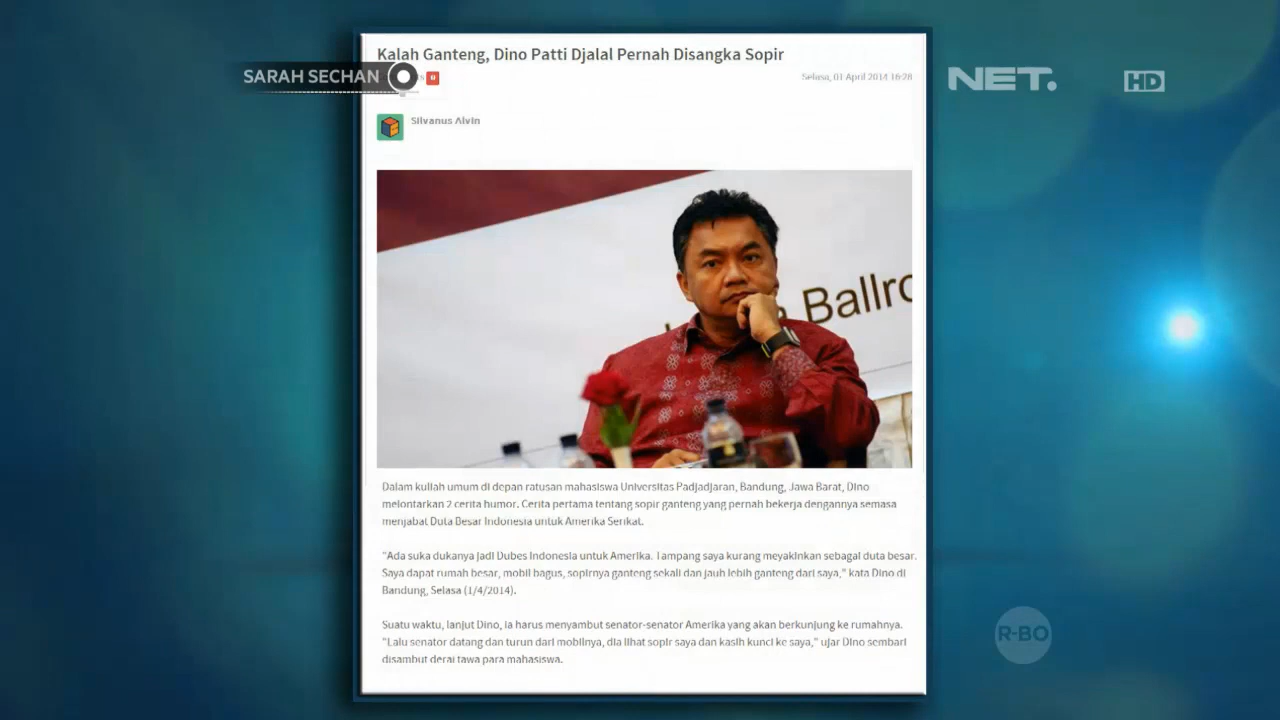 Kalah Ganteng, Dino Patti Djalal Pernah Disangka Sopir
SARAH SECHAN
Selasa, 01 April 2014 16:28
NET.
HD
Silvanus Alvin
Ballro
Dalam kuliah umum di depan ratusan mahasiswa Universitas Padjadjaran, Bandung, Jawa Barat, Dino
melontarkan 2 cerita humor. Cerita pertama tentang sopir ganteng yang pernah bekerja dengannya semasa
menjabat Duta Besar Indonesia untuk Amerika Serikat.
"Ada suka dukanya jadi Dubes Indonesia untuk Amerika. Tampang saya kurang meyakinkan sebagai duta besar.
Saya dapat rumah besar, mobil bagus, sopirnya ganteng sekali dan jauh lebih ganteng dari saya," kata Dino di
Bandung, Selasa (1/4/2014).
Suatu waktu, lanjut Dino, ia harus menyambut senator-senator Amerika yang akan berkunjung ke rumahnya.
"Lalu senator datang dan turun dari mobilnya, dia lihat sopir saya dan kasih kunci ke saya," ujar Dino sembari
disambut derai tawa para mahasiswa.
R-BO